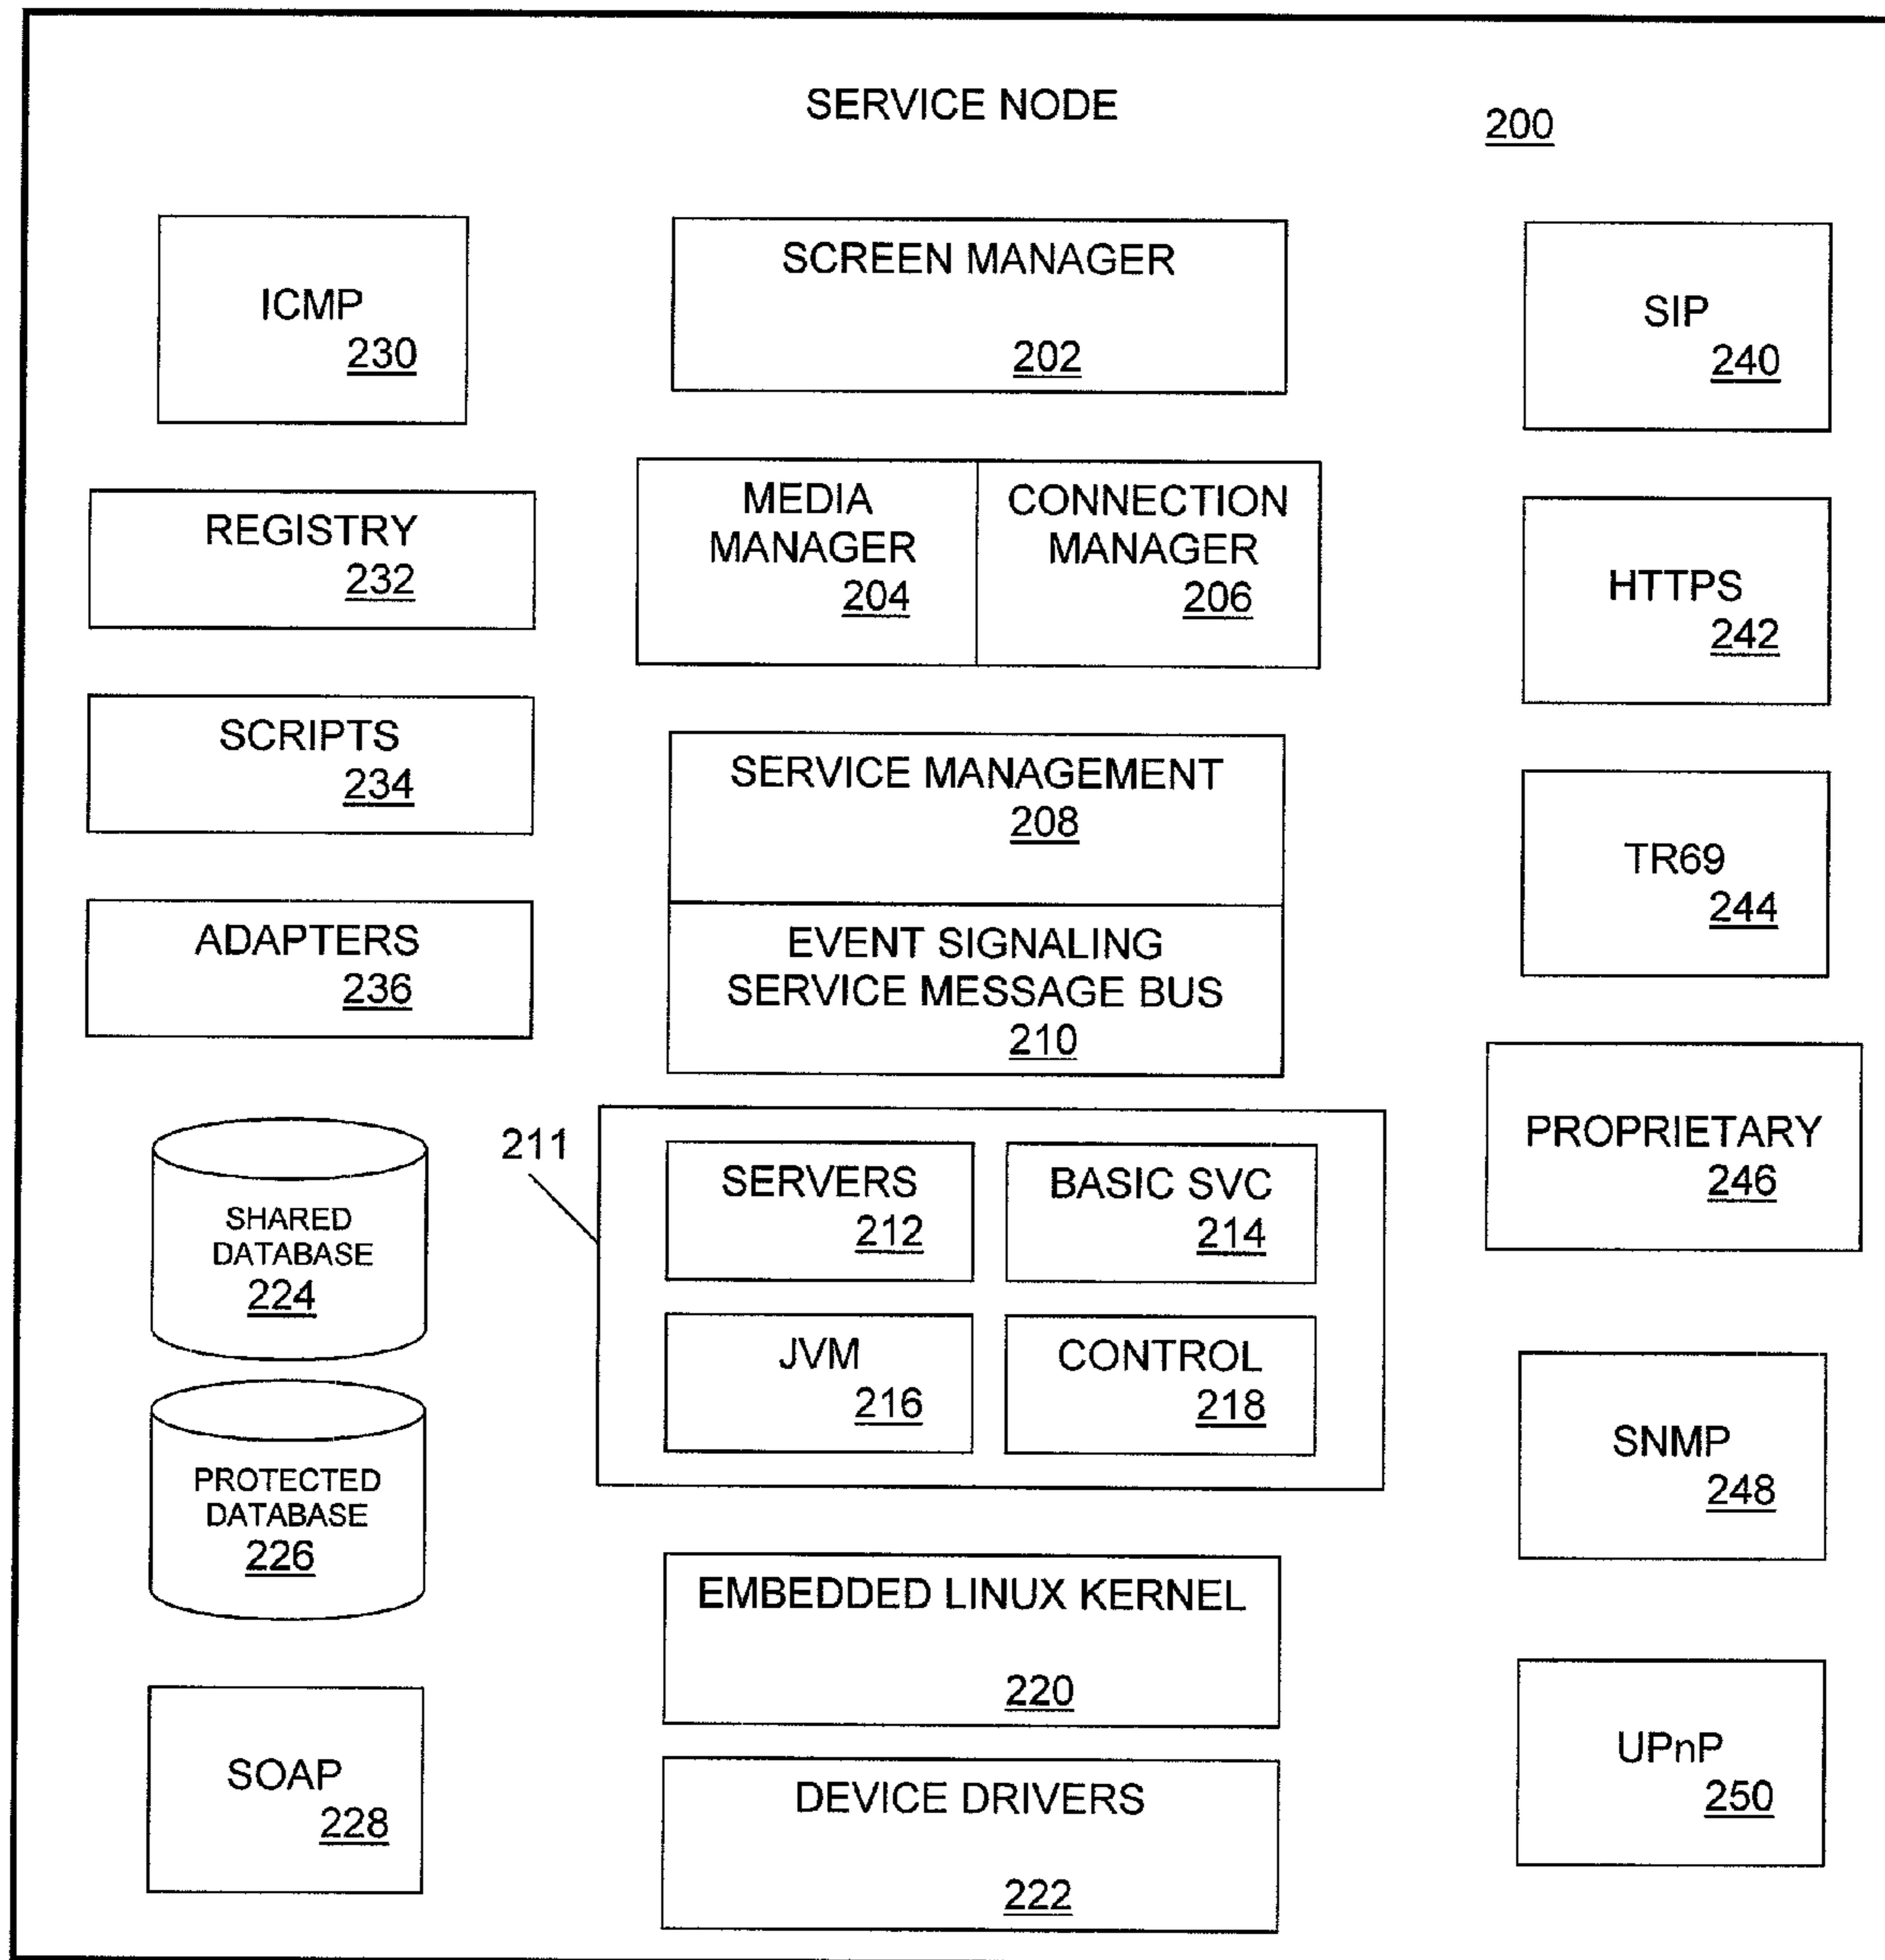 SERVICE NODE
200
ICMP
230
REGISTRY
232
SCRIPTS
234
ADAPTERS
236
SHARED
DATABASE
224
PROTECTED
DATABASE
226
SOAP
228
SCREEN MANAGER
202
MEDIA
MANAGER
204
CONNECTION
MANAGER
206
SERVICE MANAGEMENT
208
EVENT SIGNALING
SERVICE MESSAGE BUS
210
211
SERVERS
212
BASIC SVC
214
JVM
216
CONTROL
218
EMBEDDED LINUX KERNEL
220
DEVICE DRIVERS
222
SIP
240
HTTPS
242
TR69
244
PROPRIETARY
246
SNMP
248
UPnP
250